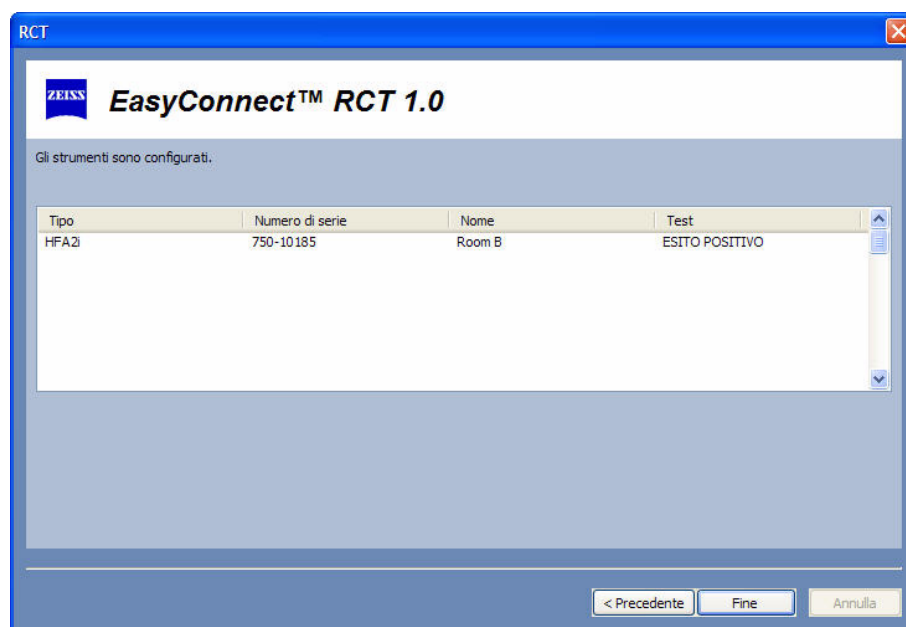 RCT
ZEISS
EasyConnect™ RCT 1.0
Gli strumenti sono configurati.
Tipo Numero di serie Nome Test
HFA2i 750-10185 Room B ESITO POSITIVO
< Precedente Fine Annulla